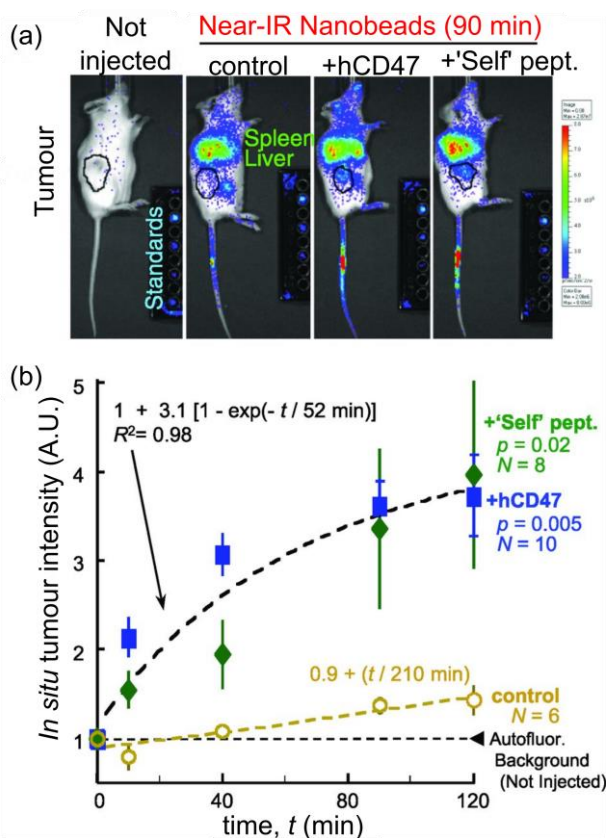 (a)
Not
injected
Near-IR Nanobeads (90 min)
control
+hCD47
+'Self' pept.
Tumour
Standards
Spleen
Liver
Image
(b)
In situ tumour intensity (A.U.)
5
4
3
2
1
0
40
80
120
time, t (min)
1 + 3.1 [1 - exp(- t / 52 min)]
R²= 0.98
+'Self' pept.
p = 0.02
N = 8
+hCD47
p = 0.005
N = 10
0.9 + (t / 210 min)
control
N = 6
Autofluor.
Background
(Not Injected)